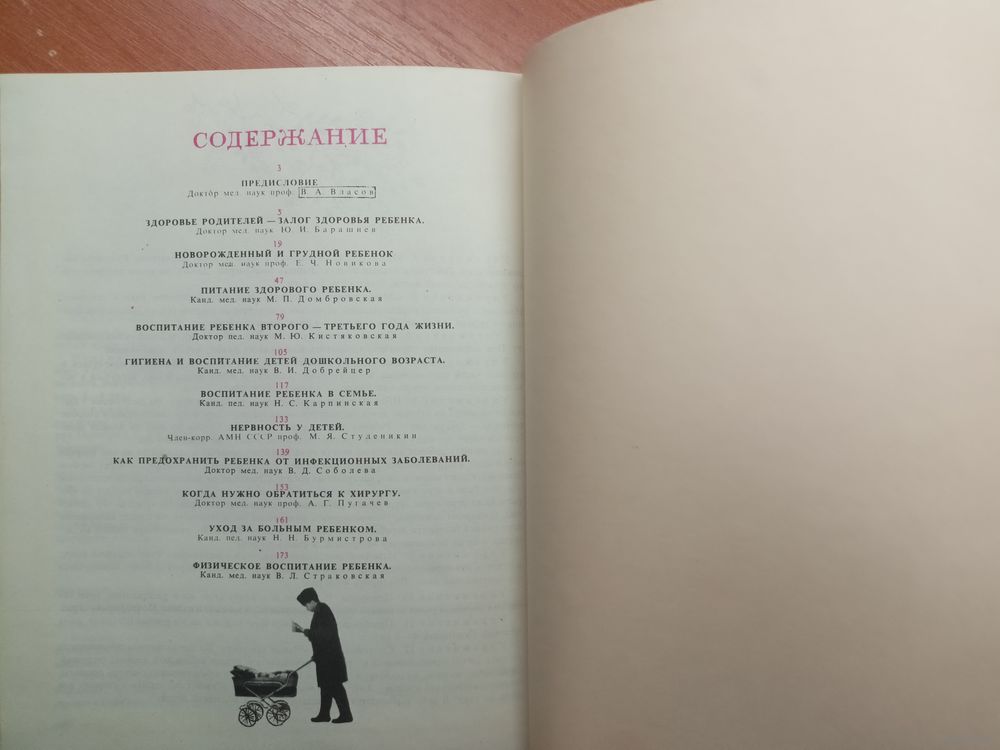 СОДЕРЖАНИЕ
3
ПРЕДИСЛОВИЕ
Доктор мед. наук проф. В. А. Власов
5
ЗДОРОВЬЕ РОДИТЕЛЕЙ — ЗАЛОГ ЗДОРОВЬЯ РЕБЕНКА.
Доктор мед. наук Ю. И. Барашнев
19
НОВОРОЖДЕННЫЙ И ГРУДНОЙ РЕБЕНОК
Доктор мед. наук проф. Е. Ч. Новикова
47
ПИТАНИЕ ЗДОРОВОГО РЕБЕНКА.
Канд. мед. наук М. П. Домбровская
79
ВОСПИТАНИЕ РЕБЕНКА ВТОРОГО — ТРЕТЬЕГО ГОДА ЖИЗНИ.
Доктор пед. наук М. Ю. Кистяковская
105
ГИГИЕНА И ВОСПИТАНИЕ ДЕТЕЙ ДОШКОЛЬНОГО ВОЗРАСТА.
Канд. мед. наук В. И. Добрейцер
117
ВОСПИТАНИЕ РЕБЕНКА В СЕМЬЕ.
Канд. пед. наук Н. С. Карпинская
133
НЕРВНОСТЬ У ДЕТЕЙ.
Член-корр. АМН СССР проф. М. Я. Студеникин
139
КАК ПРЕДОХРАНИТЬ РЕБЕНКА ОТ ИНФЕКЦИОННЫХ ЗАБОЛЕВАНИЙ.
Доктор мед. наук В. Д. Соболева
153
КОГДА НУЖНО ОБРАТИТЬСЯ К ХИРУРГУ.
Доктор мед. наук проф. А. Г. Пугачев
161
УХОД ЗА БОЛЬНЫМ РЕБЕНКОМ.
Канд. пед. наук Н. Н. Бурмистрова
173
ФИЗИЧЕСКОЕ ВОСПИТАНИЕ РЕБЕНКА.
Канд. мед. наук В. Л. Страковская